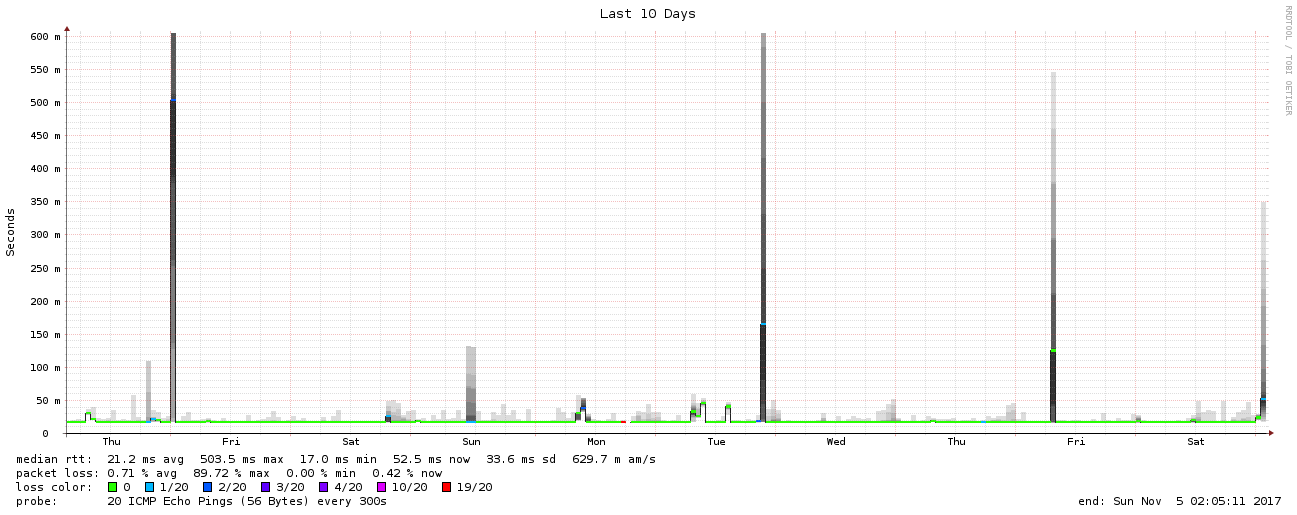 Last 10 Days
RRDTOOL / TOBI OETIKER
Seconds
600 m
550 m
500 m
450 m
400 m
350 m
300 m
250 m
200 m
150 m
100 m
50 m
0
Thu Fri Sat Sun Mon Tue Wed Thu Fri Sat
median rtt: 21.2 ms avg 503.5 ms max 17.0 ms min 52.5 ms now 33.6 ms sd 629.7 m am/s
packet loss: 0.71 % avg 89.72 % max 0.00 % min 0.42 % now
loss color: 0 1/20 2/20 3/20 4/20 10/20 19/20
probe: 20 ICMP Echo Pings (56 Bytes) every 300s end: Sun Nov 5 02:05:11 2017